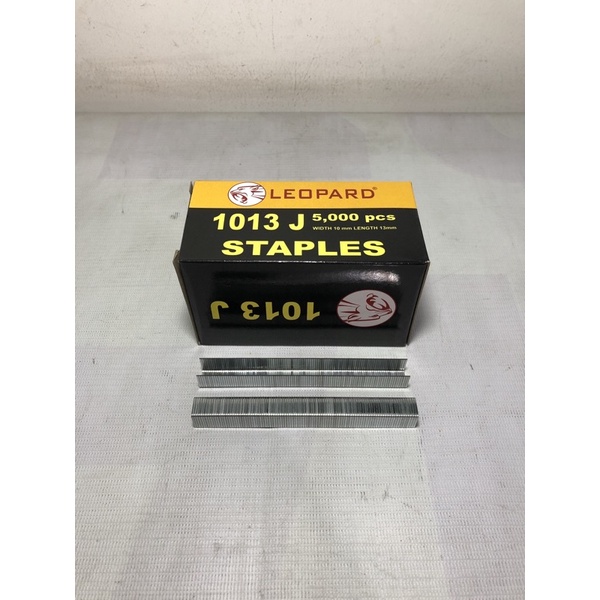 LEOPARD®
1013 J 5,000 pcs
WIDTH 10 mm LENGTH 13mm
STAPLES
1013 J